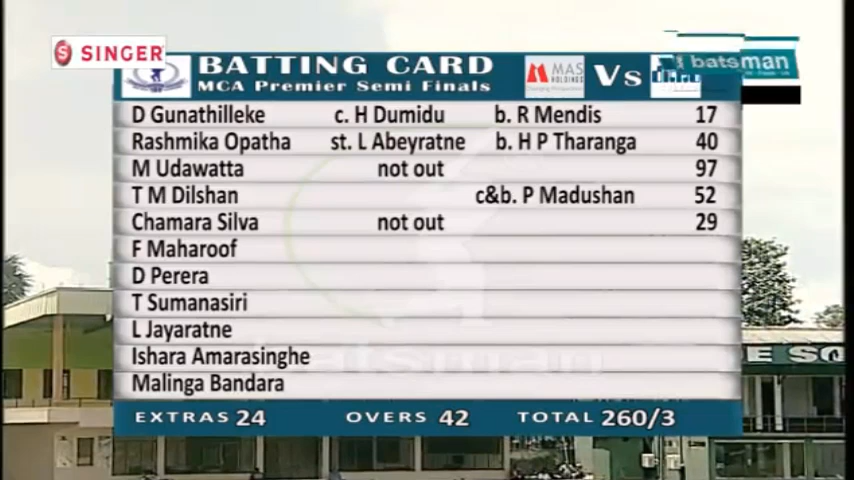 SINGER
BATTING CARD
MCA Premier Semi Finals
MAS
HOLDINGS
Vs
batsman
D Gunathilleke c. H Dumidu b. R Mendis 17
Rashmika Opatha st. L Abeyratne b. H P Tharanga 40
M Udawatta not out 97
T M Dilshan c&b. P Madushan 52
Chamara Silva not out 29
F Maharoof
D Perera
T Sumanasiri
L Jayaratne
Ishara Amarasinghe
Malinga Bandara
EXTRAS 24 OVERS 42 TOTAL 260/3
batsman